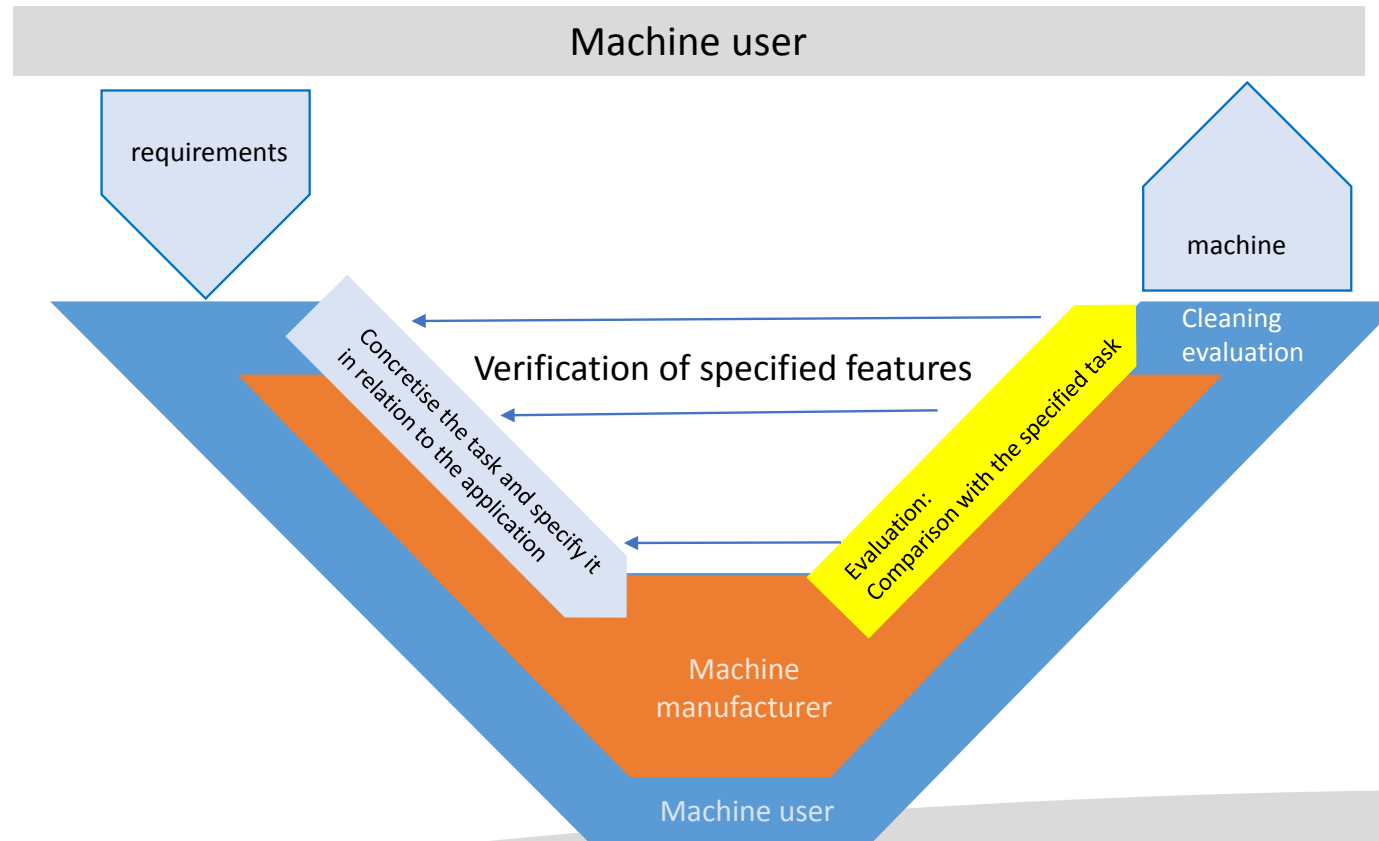 Machine user
requirements
machine
Cleaning
evaluation
Concretise the task and specify it
in relation to the application
Verification of specified features
Evaluation:
Comparison with the specified task
Machine
manufacturer
Machine user